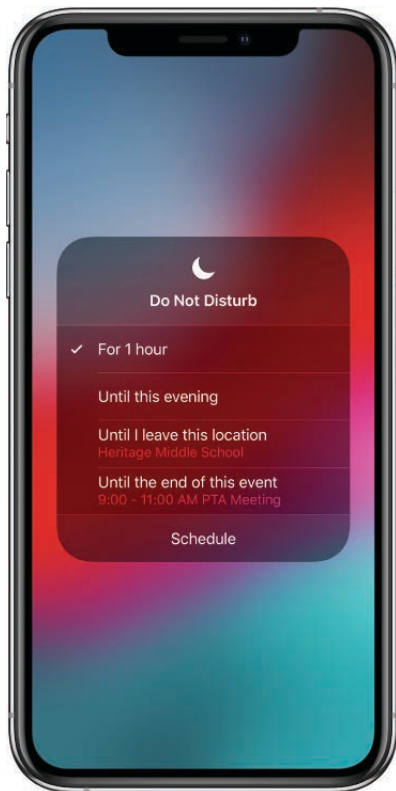 Do Not Disturb
For 1 hour
Until this evening
Until I leave this location
Heritage Middle School
Until the end of this event
9:00 - 11:00 AM PTA Meeting
Schedule